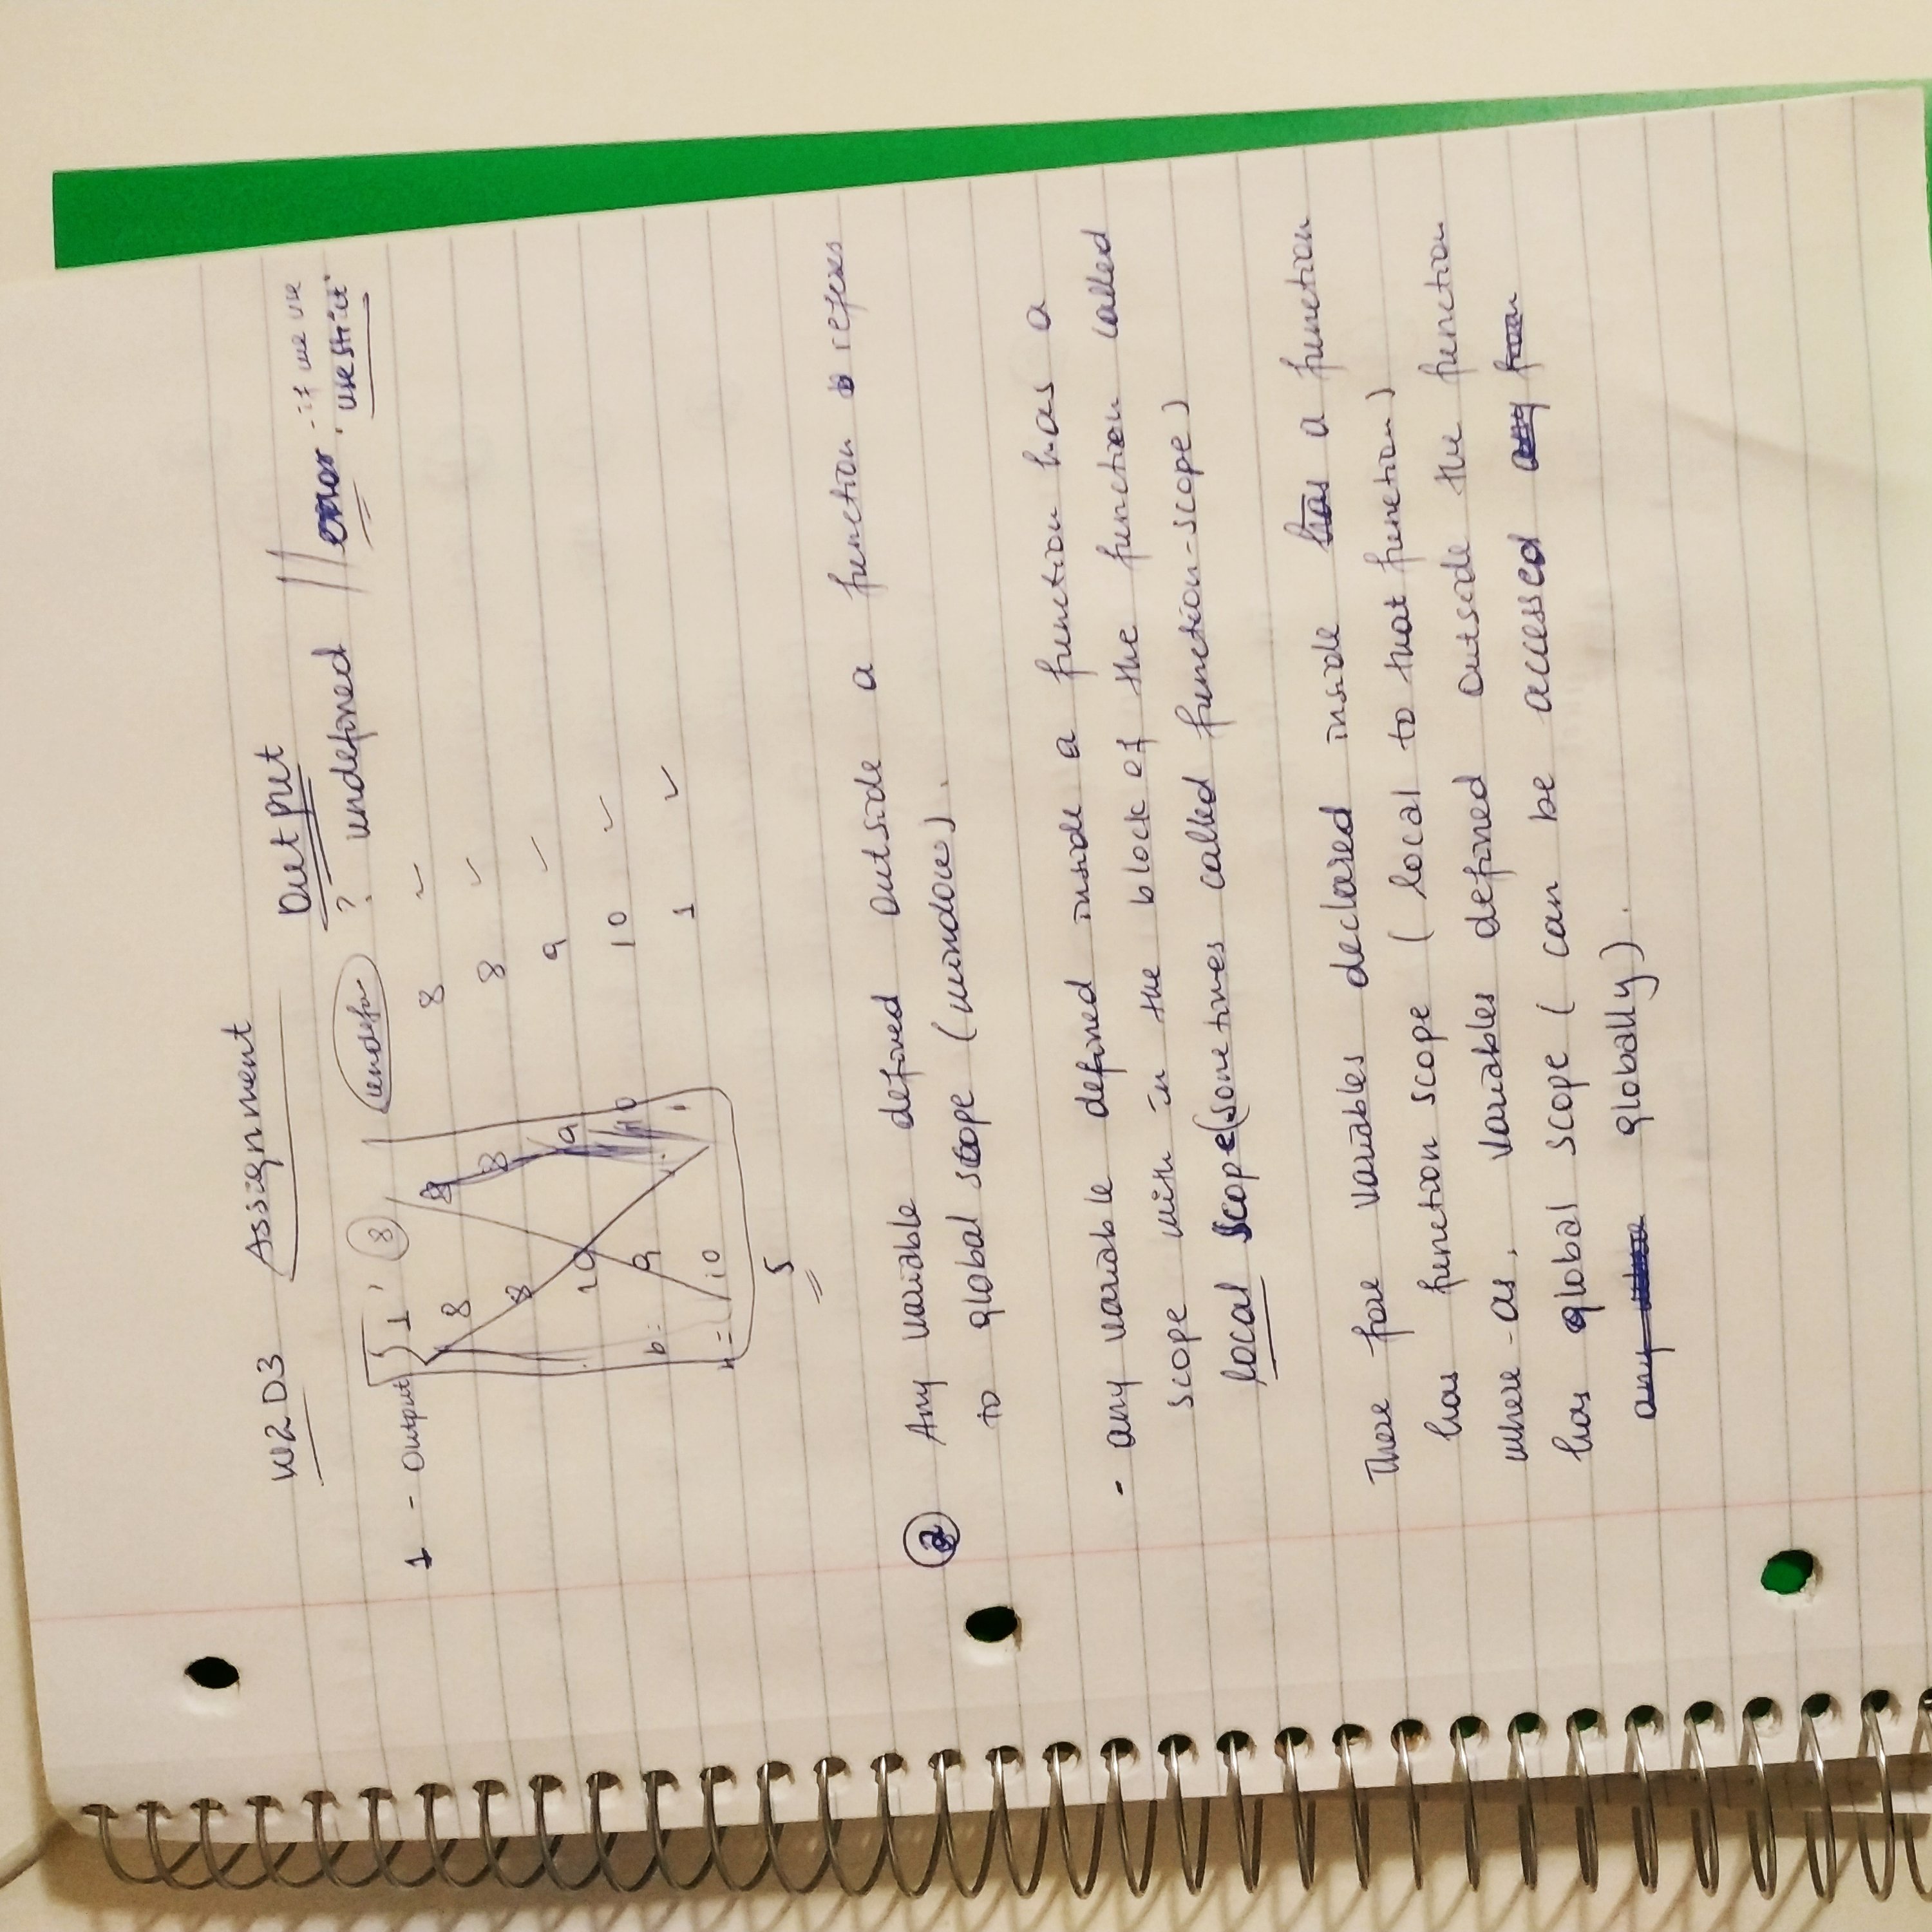 W2D3 Assignment
Output
1 - Output 1 ' 8
undefin ? undefined // error - if we use
use strict
8 8 8
8 8 8
10 9 9
b = 9 10 10
= 10 1
5
2 Any variable defined outside a function refers
to global scope (window).
- any variable defined inside a function has a
scope with in the block of the function called
local scope (sometimes called function-scope)
There fore variables declared inside has a function
has function scope ( local to that function)
where - as, variables defined outside the function
has global scope ( can be accessed any from
any where globally).